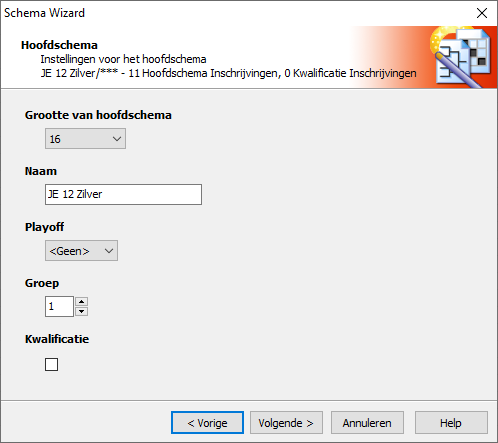 Schema Wizard
Hoofdschema
Instellingen voor het hoofdschema
JE 12 Zilver/*** - 11 Hoofdschema Inschrijvingen, 0 Kwalificatie Inschrijvingen
Grootte van hoofdschema
16
Naam
JE 12 Zilver
Playoff
<Geen>
Groep
1
Kwalificatie
< Vorige Volgende > Annuleren Help